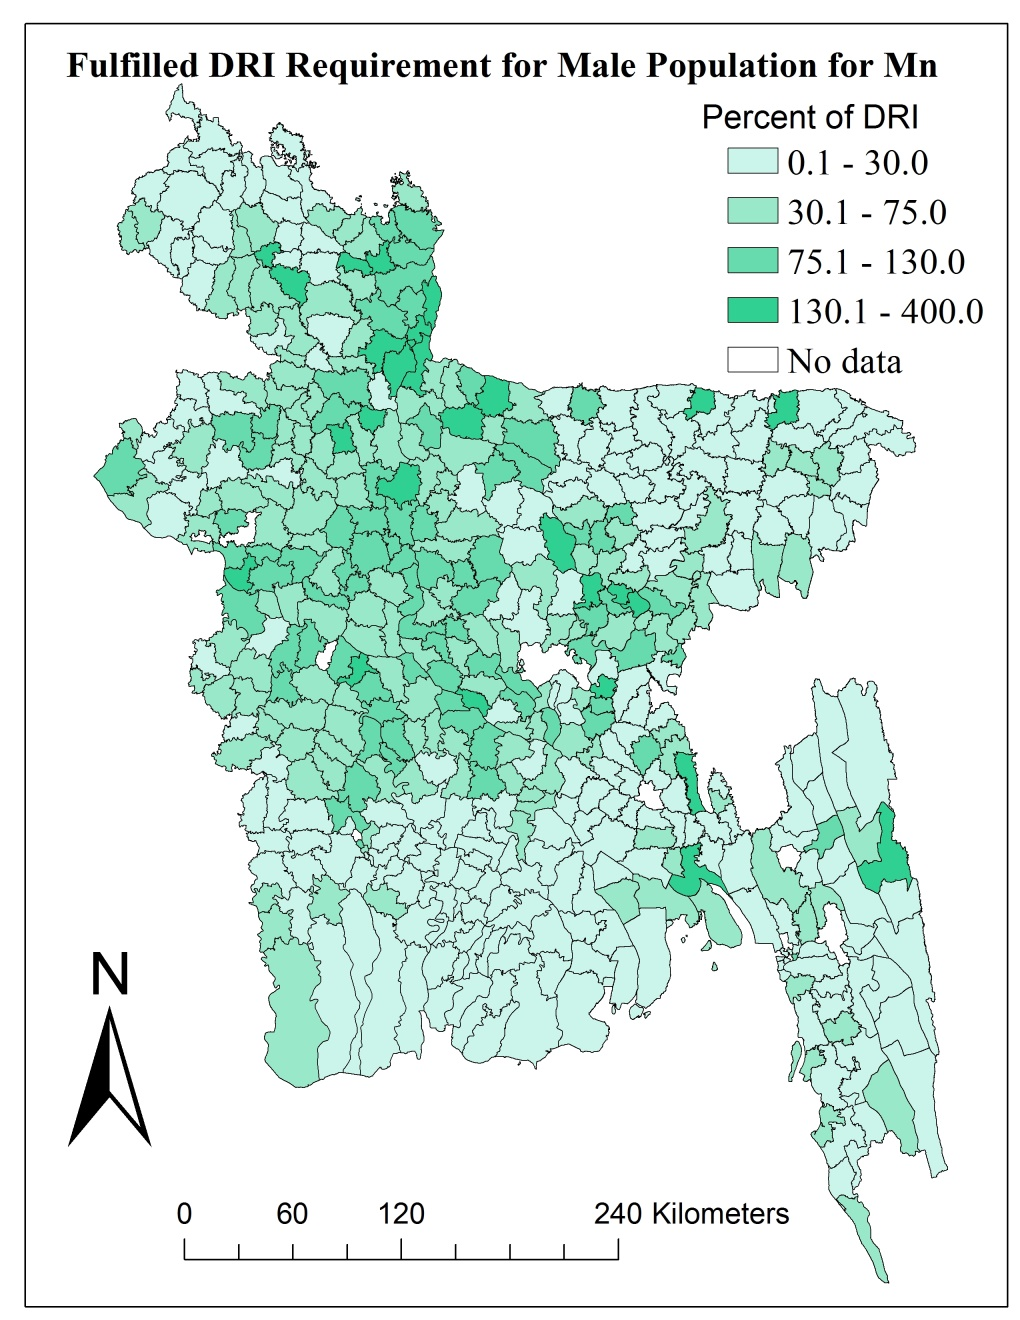 Fulfilled DRI Requirement for Male Population for Mn
Percent of DRI
0.1 - 30.0
30.1 - 75.0
75.1 - 130.0
130.1 - 400.0
No data
N
0 60 120 240 Kilometers